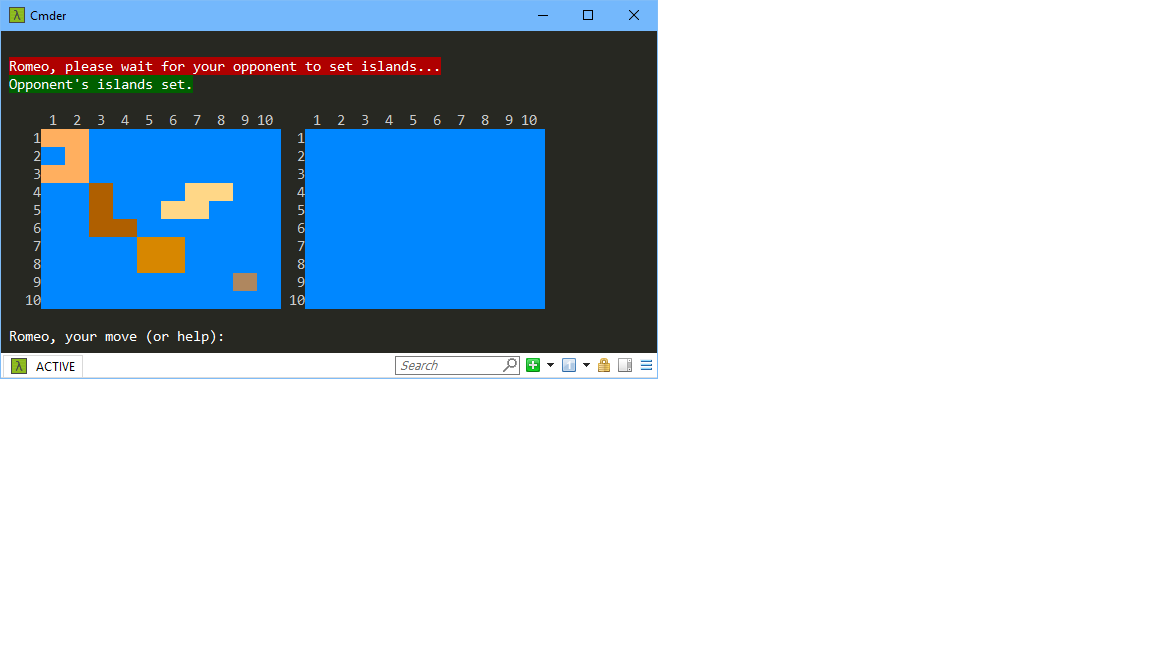 Cmder
Romeo, please wait for your opponent to set islands...
Opponent's islands set.
1 2 3 4 5 6 7 8 9 10 1 2 3 4 5 6 7 8 9 10
1 1
2 2
3 3
4 4
5 5
6 6
7 7
8 8
9 9
10 10
Romeo, your move (or help):
λ ACTIVE Search